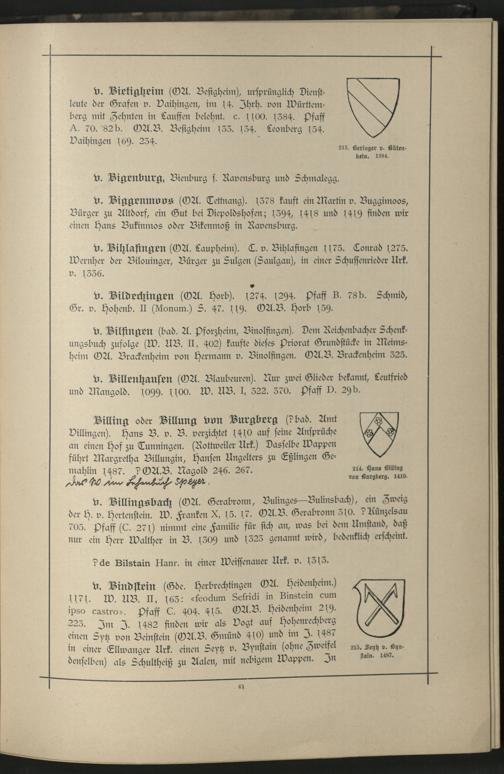 v. Bietigheim (OA. Besigheim), ursprünglich Dienst-
leute der Grafen v. Vaihingen, im 14. Jhrh. von Württem-
berg mit Zehnten in Lauffen belehnt. c. 1100. 1384. Pfaff
A. 70. 82b. OA.B. Besigheim 133. 134. Leonberg 154.
Vaihingen 169. 234.
213. Beringer v. Büten-
hein. 1384.
v. Bigenburg, Bienburg s. Ravensburg und Schmalegg.
v. Biggenmoos (OA. Tettnang). 1378 kauft ein Martin v. Buggimoos,
Bürger zu Altdorf, ein Gut bei Diepoldshofen; 1394, 1418 und 1419 finden wir
einen Hans Bukinmos oder Bikenmoß in Ravensburg.
v. Bihlafingen (OA. Laupheim). C. v. Bihlafingen 1175. Conrad 1275.
Wernher der Bilouinger, Bürger zu Sulgen (Saulgau), in einer Schussenrieder Urk.
v. 1336.
v. Bildechingen (OA. Horb). 1274. 1294. Pfaff B. 78b. Schmid,
Gr. v. Hohenb. II (Monum.) S. 47. 119. OA.B. Horb 159.
v. Bilfingen (bad. A. Pforzheim, Binolfingen). Dem Reichenbacher Schenk-
ungsbuch zufolge (W. UB. II, 402) kaufte dieses Priorat Grundstücke in Meims-
heim OA. Brackenheim von Hermann v. Binolfingen. OA.B. Brackenheim 325.
v. Billenhausen (OA. Blaubeuren). Nur zwei Glieder bekannt, Leutfried
und Mangold. 1099. 1100. W. UB. I, 322. 370. Pfaff D. 29b.
Billing oder Billung von Burgberg (? bad. Amt
Villingen). Hans B. v. B. verzichtet 1410 auf seine Ansprüche
an einen Hof zu Tunningen. (Rottweiler Urk.) Dasselbe Wappen
führt Margretha Billungin, Hansen Ungelters zu Eßlingen Ge-
mahlin 1487. ? OA.B. Nagold 246. 267.
214. Hans Billing
von Burgberg. 1410.
im Lehenbuch Speyer.
v. Billingsbach (OA. Gerabronn, Bulinges—Bulinsbach), ein Zweig
der H. v. Hertenstein. W. Franken X, 15. 17. OA.B. Gerabronn 310. ? Künzelsau
705. Pfaff (C. 271) nimmt eine Familie für sich an, was bei dem Umstand, daß
nur ein Herr Walther in B. 1309 und 1323 genannt wird, bedenklich erscheint.
? de Bilstain Hanr. in einer Weissenauer Urk. v. 1313.
v. Bindstein (Gde. Herbrechtingen OA. Heidenheim.)
1171. W. UB. II, 163: «feodum Sefridi in Binstein cum
ipso castro». Pfaff C. 404. 415. OA.B. Heidenheim 219.
223. Im J. 1482 finden wir als Vogt auf Hohenrechberg
einen Sytz von Beinstein (OA.B. Gmünd 410) und im J. 1487
in einer Ellwanger Urk. einen Seytz v. Bynstain (ohne Zweifel
denselben) als Schultheiß zu Aalen, mit nebigem Wappen. In
215. Seytz v. Byn-
stain. 1487.
61